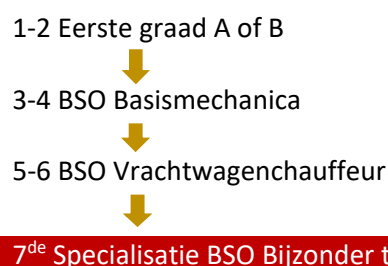 1-2 Eerste graad A of B
3-4 BSO Basismechanica
5-6 BSO Vrachtwagenchauffeur
7de Specialisatie BSO Bijzonder